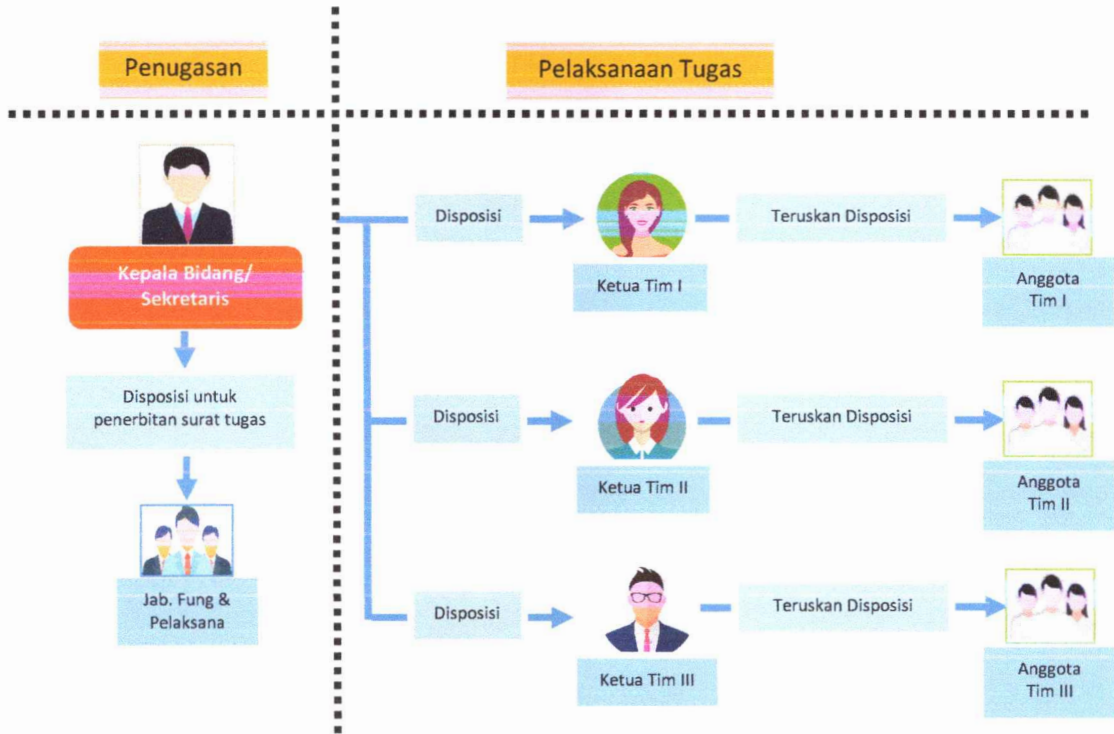 Penugasan
Pelaksanaan Tugas
Kepala Bidang/
Sekretaris
Disposisi untuk
penerbitan surat tugas
Jab. Fung &
Pelaksana
Disposisi
Ketua Tim I
Teruskan Disposisi
Anggota
Tim I
Disposisi
Ketua Tim II
Teruskan Disposisi
Anggota
Tim II
Disposisi
Ketua Tim III
Teruskan Disposisi
Anggota
Tim III